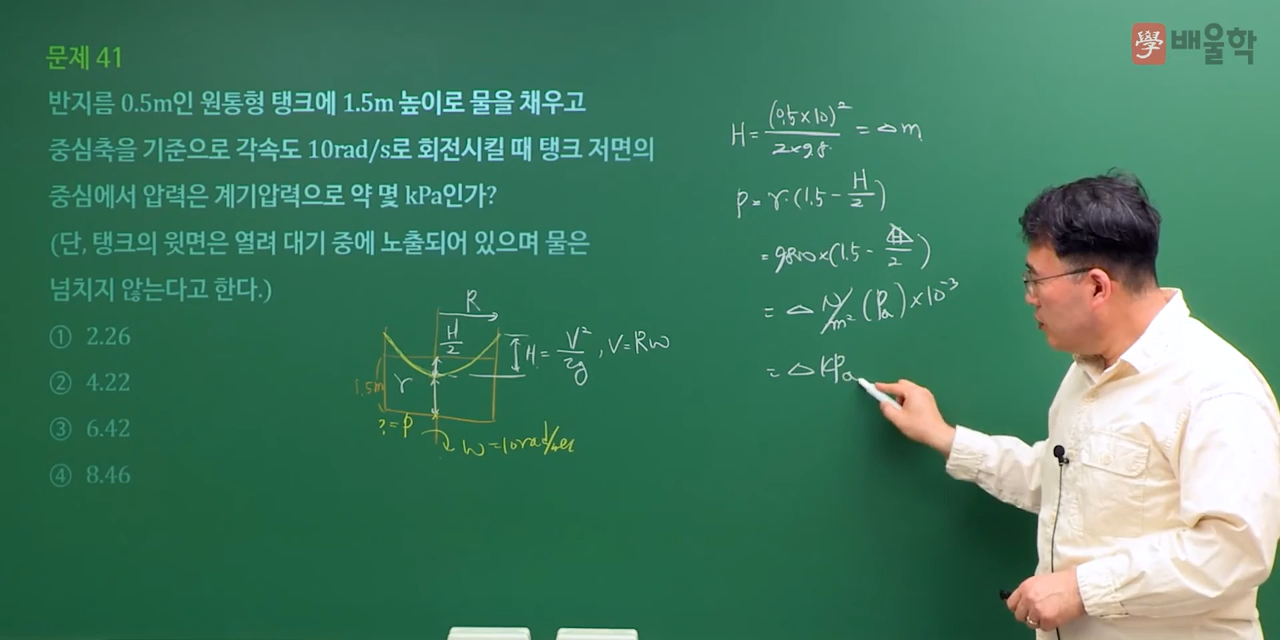 學 배울학
문제 41
반지름 0.5m인 원통형 탱크에 1.5m 높이로 물을 채우고
중심축을 기준으로 각속도 10rad/s로 회전시킬 때 탱크 저면의
중심에서 압력은 계기압력으로 약 몇 kPa인가?
(단, 탱크의 윗면은 열려 대기 중에 노출되어 있으며 물은
넘치지 않는다고 한다.)
① 2.26
② 4.22
③ 6.42
④ 8.46
R
H/2
H = V²/2g , V = RW
1.5m
r
? = P
W = 10rad/sec
H = (0.5×10)²/2×9.8 = △ m
P = r·(1.5 - H/2)
= 9800×(1.5 - H/2)
= △ N/m² (Pa) ×10⁻³
= △ KPa